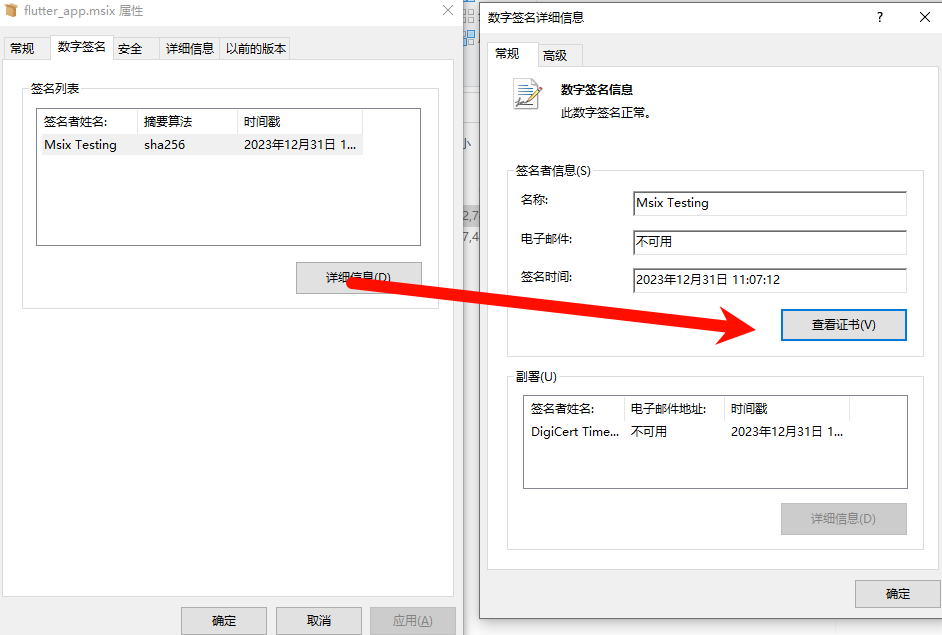 flutter_app.msix 属性
常规 数字签名 安全 详细信息 以前的版本
签名列表
签名者姓名: 摘要算法 时间戳
Msix Testing sha256 2023年12月31日 1...
详细信息(D)
确定 取消 应用(A)
小
2,7
7,4
数字签名详细信息 ?
常规 高级
数字签名信息
此数字签名正常。
签名者信息(S)
名称: Msix Testing
电子邮件: 不可用
签名时间: 2023年12月31日 11:07:12
查看证书(V)
副署(U)
签名者姓名: 电子邮件地址: 时间戳
DigiCert Time... 不可用 2023年12月31日 1...
详细信息(D)
确定